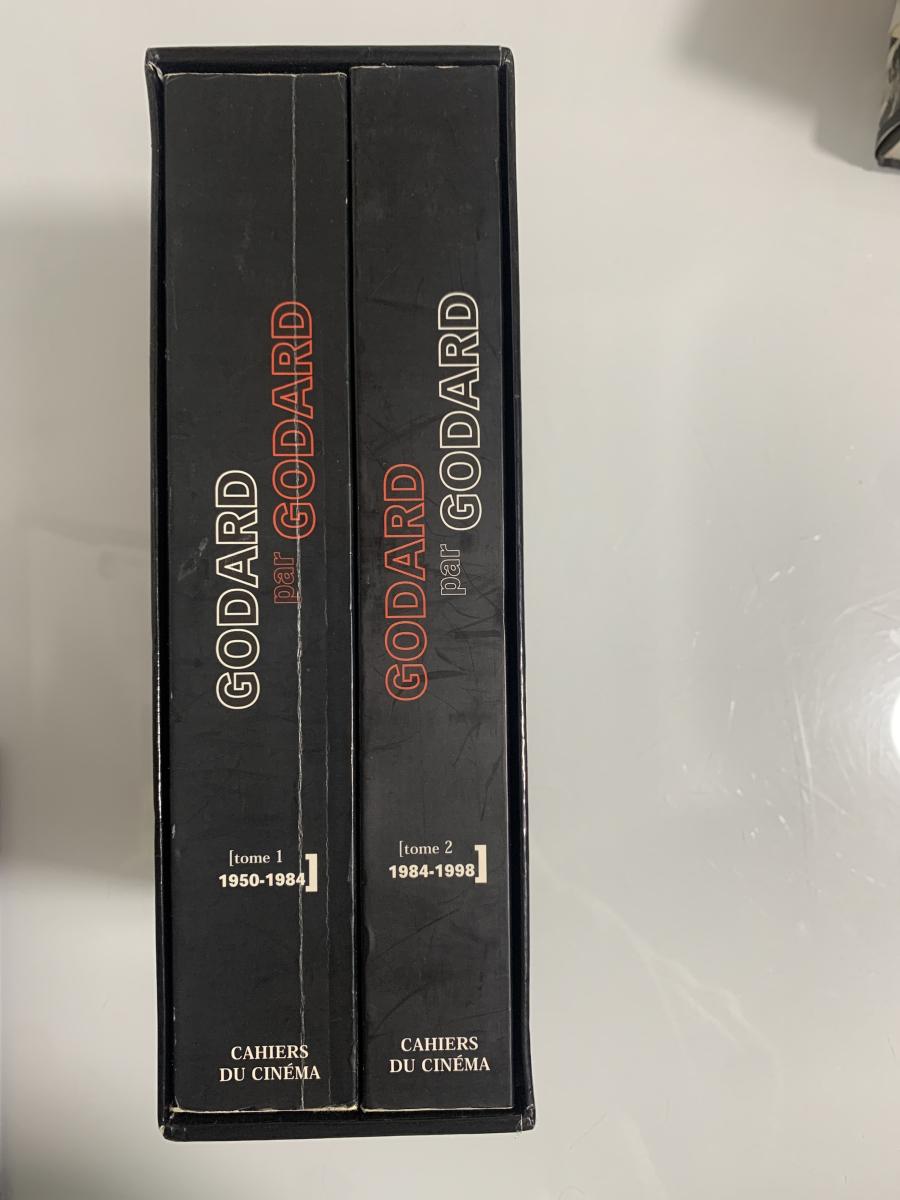 GODARD
par GODARD
[tome 1
1950-1984]
CAHIERS
DU CINÉMA
GODARD
par GODARD
[tome 2
1984-1998]
CAHIERS
DU CINÉMA